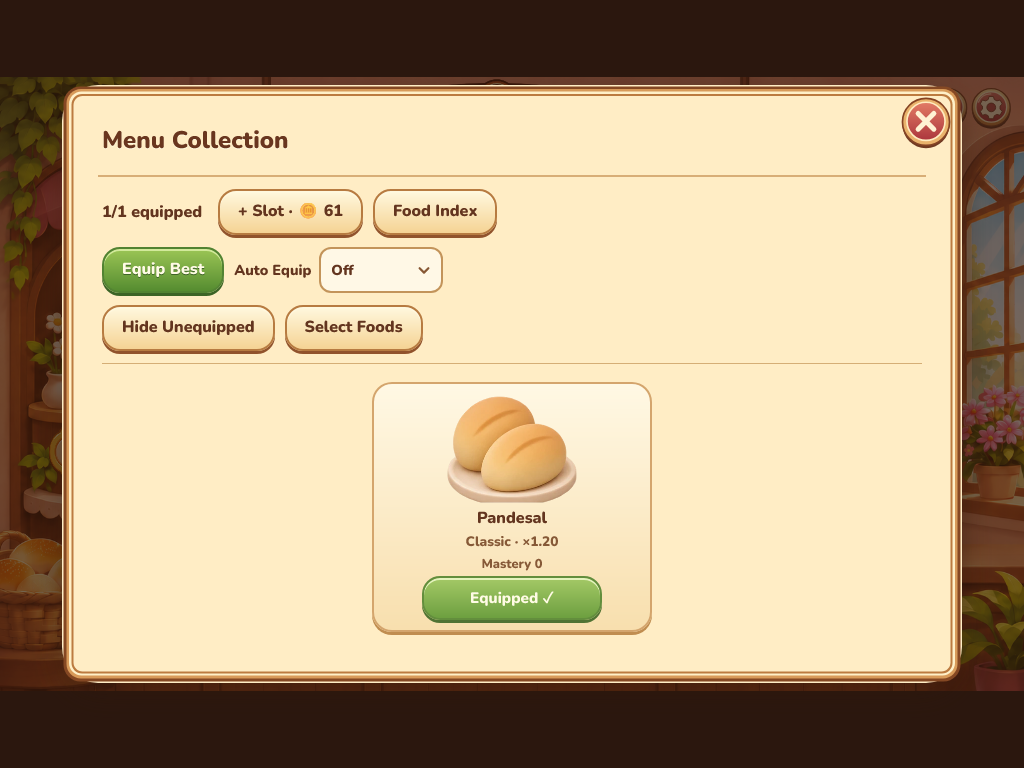 Menu Collection
1/1 equipped
+ Slot · 61
Food Index
Equip Best
Auto Equip
Off
Hide Unequipped
Select Foods
Pandesal
Classic · ×1.20
Mastery 0
Equipped ✓